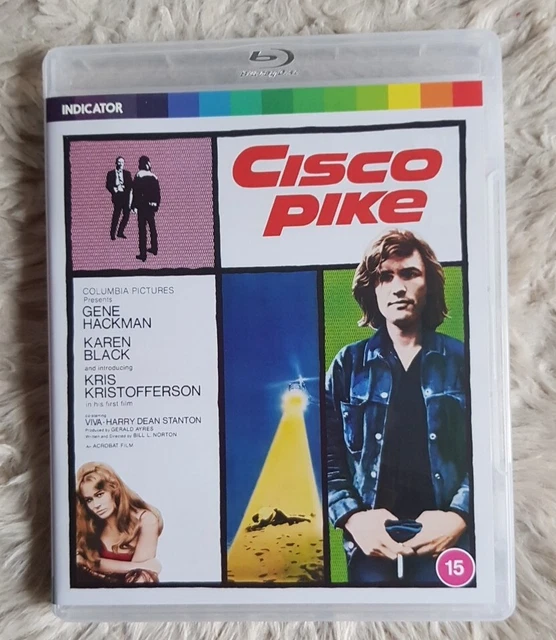 Blu-ray Disc
INDICATOR
CISCO
PIKE
COLUMBIA PICTURES
Presents
GENE
HACKMAN
KAREN
BLACK
and introducing
KRIS
KRISTOFFERSON
in his first film
co-starring
VIVA · HARRY DEAN STANTON
Produced by GERALD AYRES
Written and Directed by BILL L. NORTON
An ACROBAT FILM
15